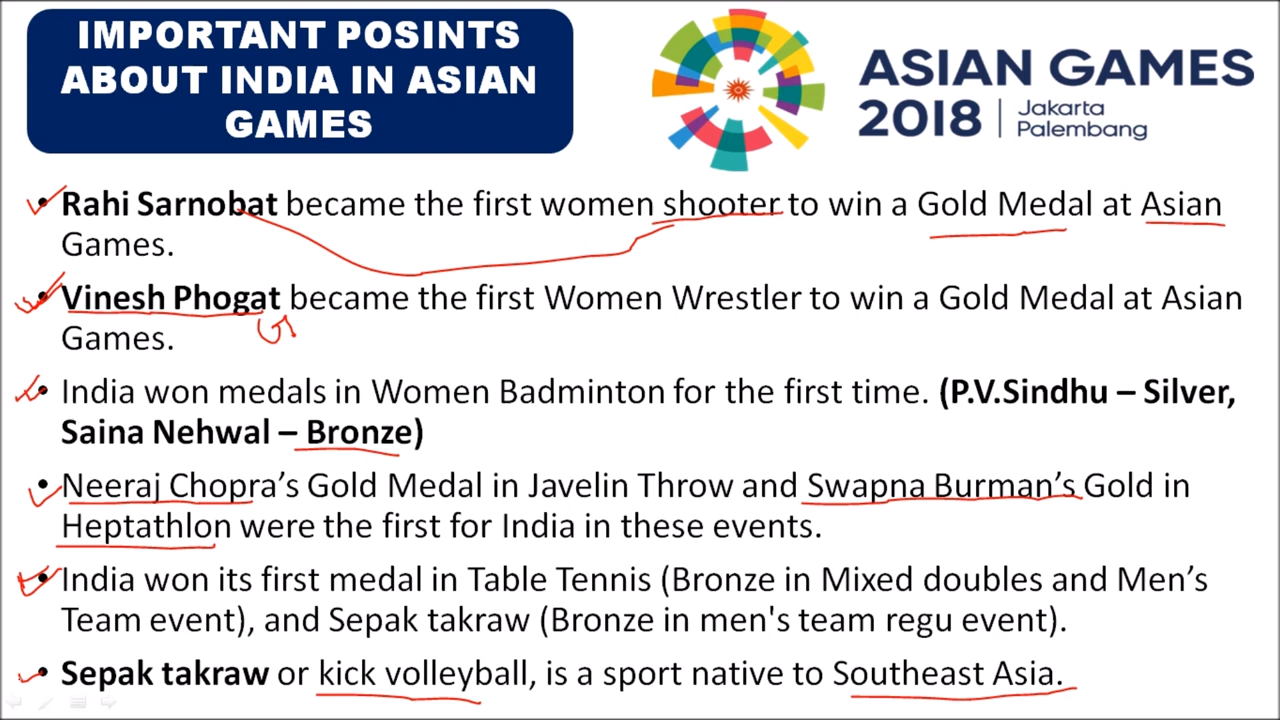 IMPORTANT POSINTS
ABOUT INDIA IN ASIAN
GAMES
ASIAN GAMES
2018 | Jakarta
Palembang
• Rahi Sarnobat became the first women shooter to win a Gold Medal at Asian
Games.
• Vinesh Phogat became the first Women Wrestler to win a Gold Medal at Asian
Games.
• India won medals in Women Badminton for the first time. (P.V.Sindhu – Silver,
Saina Nehwal – Bronze)
• Neeraj Chopra’s Gold Medal in Javelin Throw and Swapna Burman’s Gold in
Heptathlon were the first for India in these events.
• India won its first medal in Table Tennis (Bronze in Mixed doubles and Men’s
Team event), and Sepak takraw (Bronze in men's team regu event).
• Sepak takraw or kick volleyball, is a sport native to Southeast Asia.